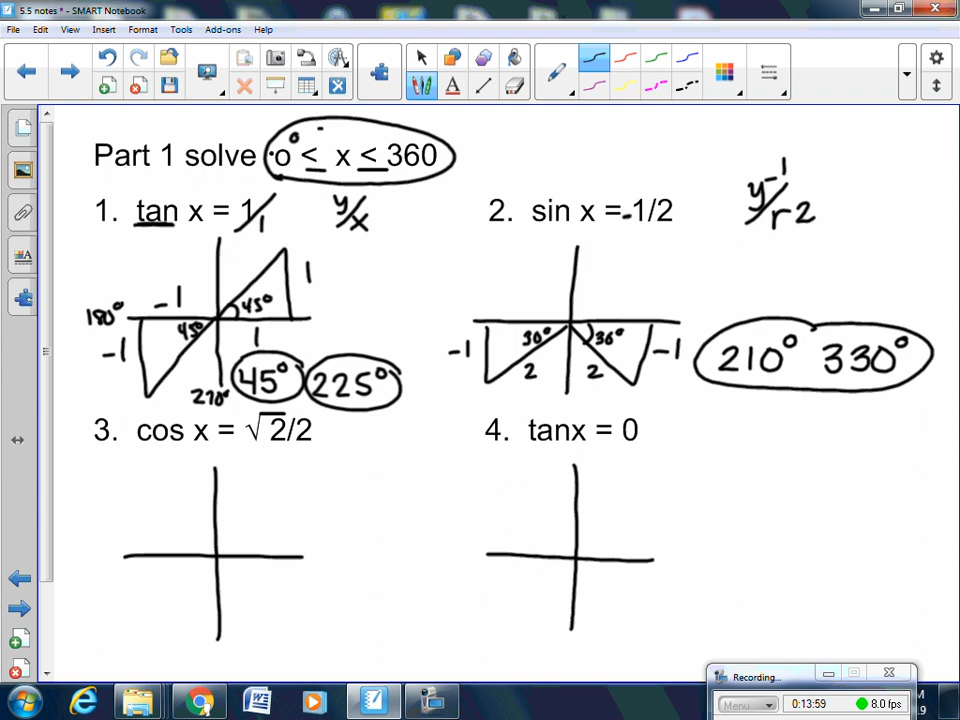 5.5 notes * - SMART Notebook
File Edit View Insert Format Tools Add-ons Help
Part 1 solve 0° ≤ x ≤ 360
1. tan x = 1/1 y/x
2. sin x = -1/2 y -1/r 2
180° -1 45° 1
-1 45° 1
270° 45° 225°
-1 30° 30° -1
2 2
210° 330°
3. cos x = √2/2
4. tanx = 0
Recording...
Menu 0:13:59 8.0 fps